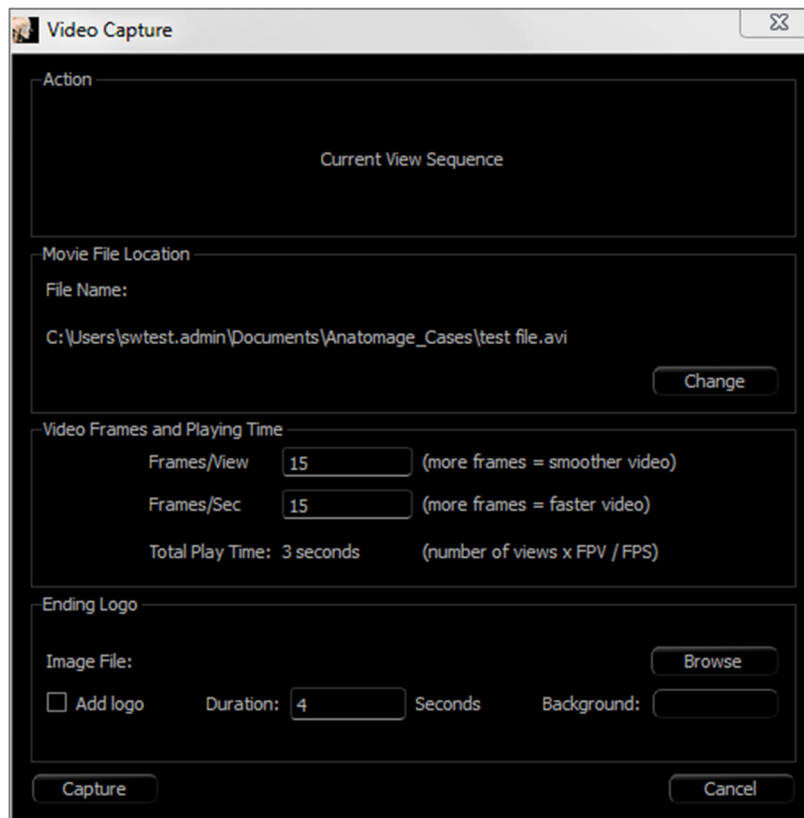 Video Capture
Action
Current View Sequence
Movie File Location
File Name:
C:\Users\swtest.admin\Documents\Anatomage_Cases\test file.avi
Change
Video Frames and Playing Time
Frames/View 15 (more frames = smoother video)
Frames/Sec 15 (more frames = faster video)
Total Play Time: 3 seconds (number of views x FPV / FPS)
Ending Logo
Image File: Browse
Add logo Duration: 4 Seconds Background:
Capture Cancel